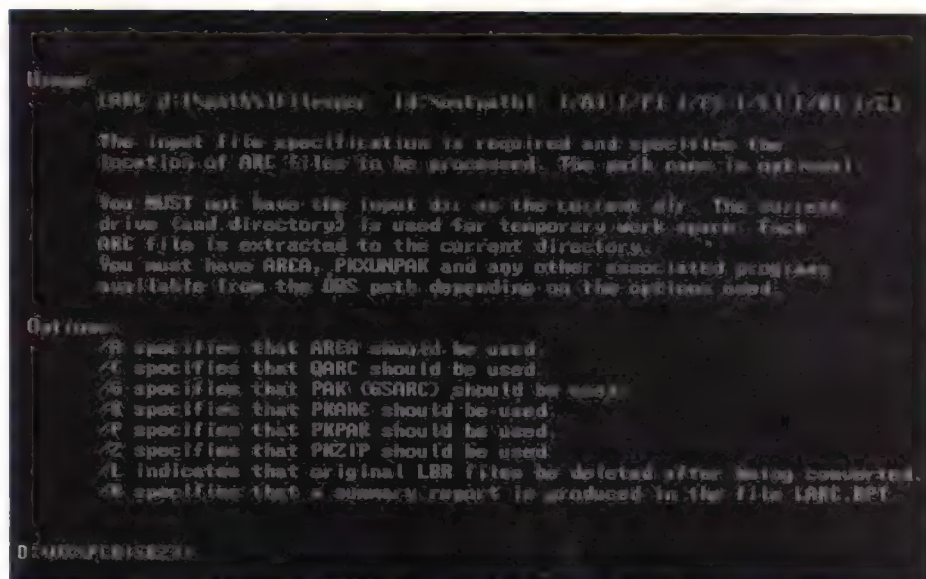 The input file specification is required and specifies the
location of ARC files to be processed. The path name is optional.
You MUST not have the input dir as the current dir. The current
drive (and directory) is used for temporary work space. Each
ARC file is extracted to the current directory.
You must have AREA, PKXUNPAK and any other associated programs
available from the DOS path depending on the options used
Options
specifies that AREA should be used
specifies that QARC should be used
/G specifies that PAK (GSARC) should be used
/K specifies that PKARC should be used
/P specifies that PKPAK should be used
/Z specifies that PKZIP should be used
/L indicates that original LBR files be deleted after being converted.
specifies that a summary report is produced in the file LARC.RPT